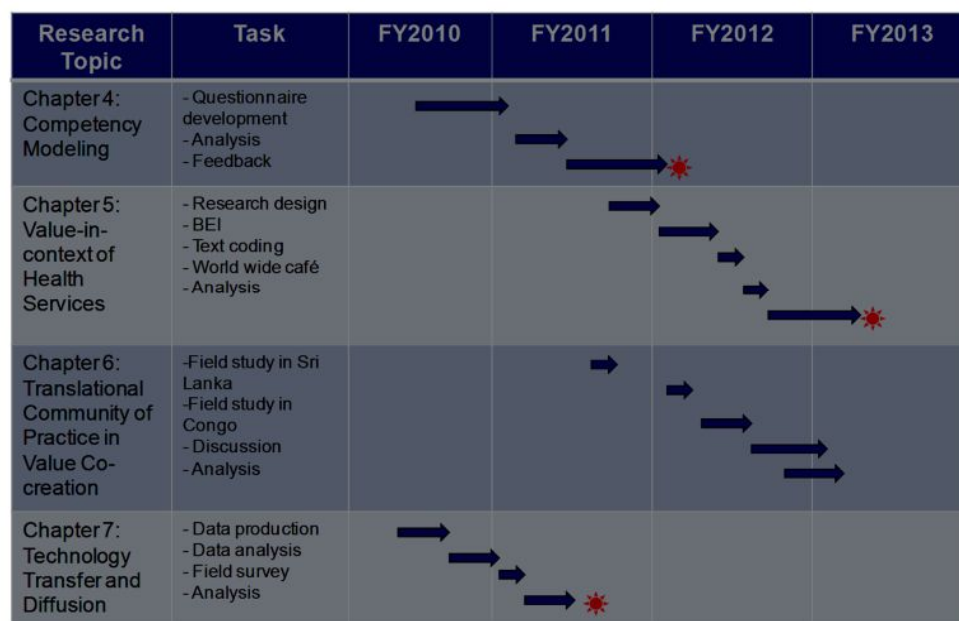 Research Topic
Task
FY2010
FY2011
FY2012
FY2013
Chapter 4:
Competency
Modeling
- Questionnaire
development
- Analysis
- Feedback
Chapter 5:
Value-in-
context of
Health
Services
- Research design
- BEI
- Text coding
- World wide café
- Analysis
Chapter 6:
Translational
Community of
Practice in
Value Co-
creation
-Field study in Sri
Lanka
-Field study in
Congo
- Discussion
- Analysis
Chapter 7:
Technology
Transfer and
Diffusion
- Data production
- Data analysis
- Field survey
- Analysis